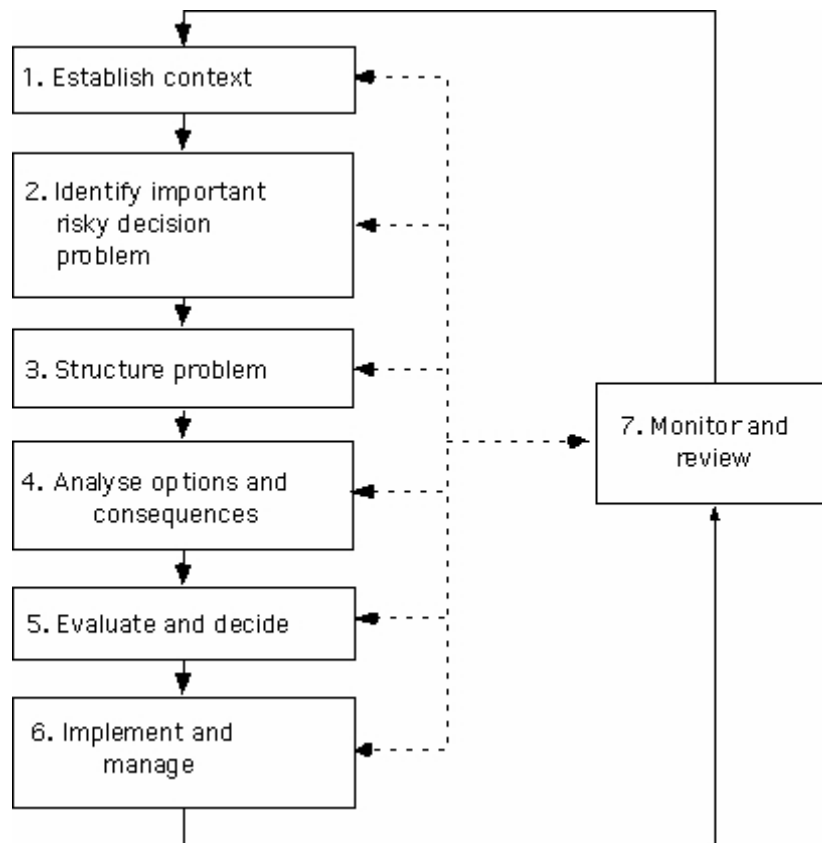 1. Establish context
2. Identify important
risky decision
problem
3. Structure problem
4. Analyse options and
consequences
5. Evaluate and decide
6. Implement and
manage
7. Monitor and
review